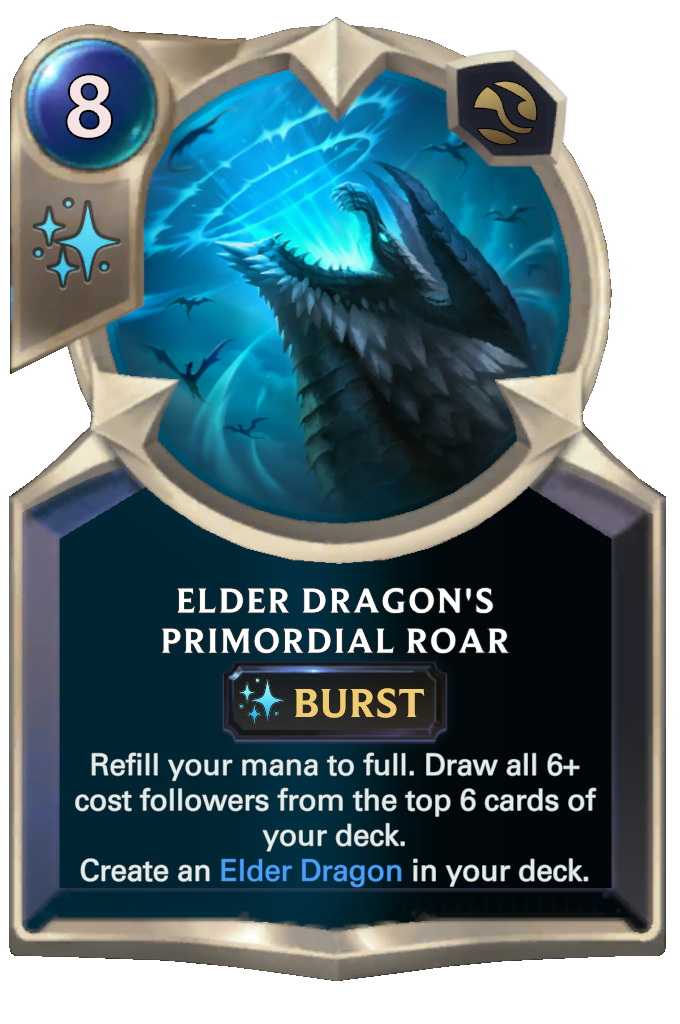 8
ELDER DRAGON'S
PRIMORDIAL ROAR
BURST
Refill your mana to full. Draw all 6+
cost followers from the top 6 cards of
your deck.
Create an Elder Dragon in your deck.